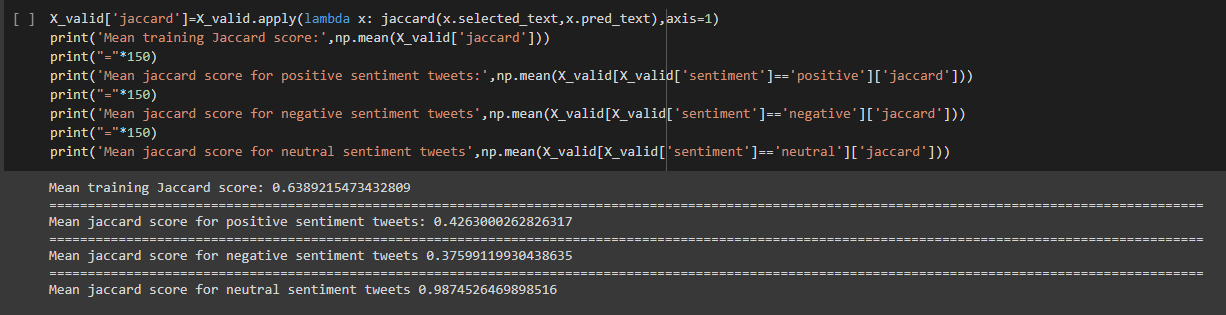 [ ] X_valid['jaccard']=X_valid.apply(lambda x: jaccard(x.selected_text,x.pred_text),axis=1)
print('Mean training Jaccard score:',np.mean(X_valid['jaccard']))
print("="*150)
print('Mean jaccard score for positive sentiment tweets:',np.mean(X_valid[X_valid['sentiment']=='positive']['jaccard']))
print("="*150)
print('Mean jaccard score for negative sentiment tweets',np.mean(X_valid[X_valid['sentiment']=='negative']['jaccard']))
print("="*150)
print('Mean jaccard score for neutral sentiment tweets',np.mean(X_valid[X_valid['sentiment']=='neutral']['jaccard']))
Mean training Jaccard score: 0.6389215473432809
======================================================================================================================================================
Mean jaccard score for positive sentiment tweets: 0.4263000262826317
======================================================================================================================================================
Mean jaccard score for negative sentiment tweets 0.37599119930438635
======================================================================================================================================================
Mean jaccard score for neutral sentiment tweets 0.9874526469898516